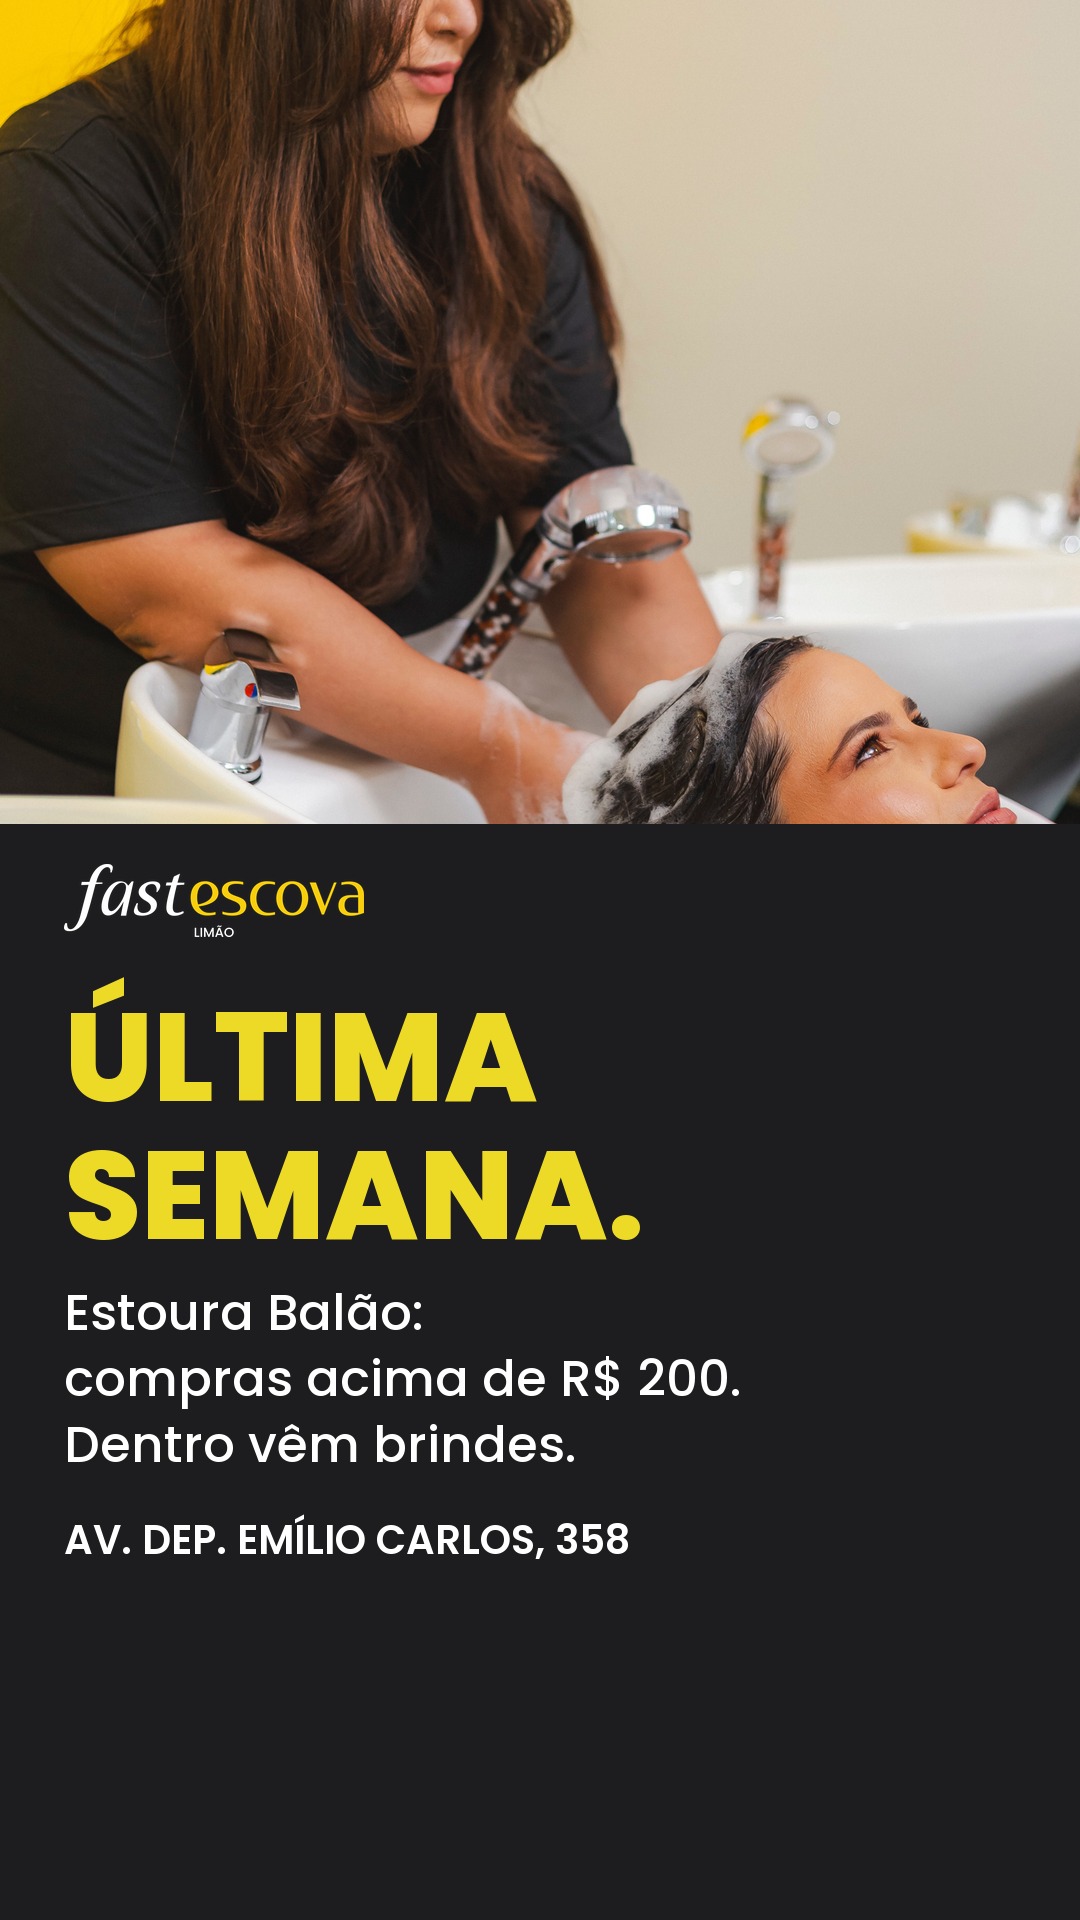 fastescova
LIMÃO
ÚLTIMA
SEMANA.
Estoura Balão:
compras acima de R$ 200.
Dentro vêm brindes.
AV. DEP. EMÍLIO CARLOS, 358